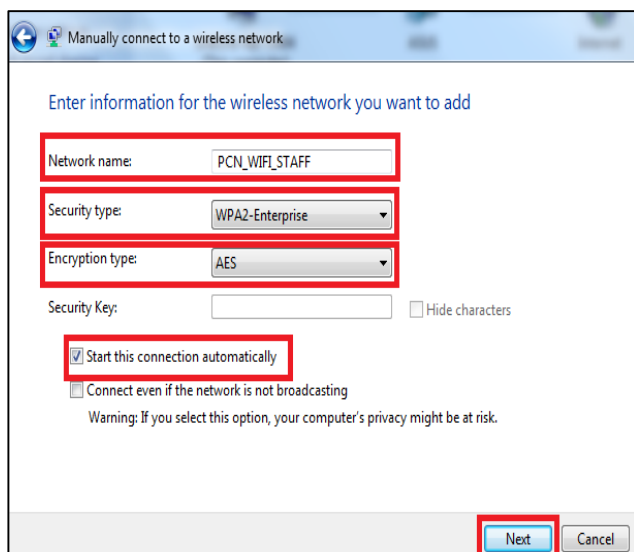 Manually connect to a wireless network
Enter information for the wireless network you want to add
Network name: PCN_WIFI_STAFF
Security type: WPA2-Enterprise
Encryption type: AES
Security Key: Hide characters
Start this connection automatically
Connect even if the network is not broadcasting
Warning: If you select this option, your computer's privacy might be at risk.
Next Cancel